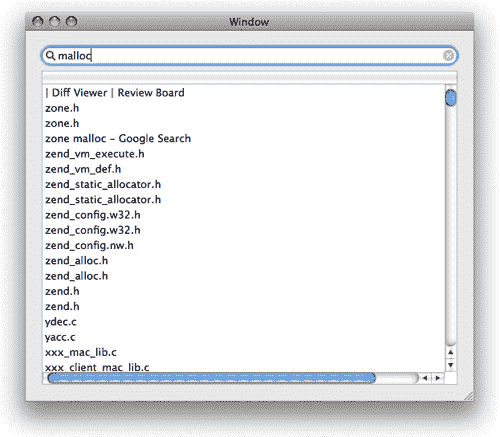 Window
malloc
| Diff Viewer | Review Board
zone.h
zone.h
zone malloc – Google Search
zend_vm_execute.h
zend_vm_def.h
zend_static_allocator.h
zend_static_allocator.h
zend_config.w32.h
zend_config.w32.h
zend_config.nw.h
zend_alloc.h
zend_alloc.h
zend.h
zend.h
ydec.c
yacc.c
xxx_mac_lib.c
xxx_client_mac_lib.c